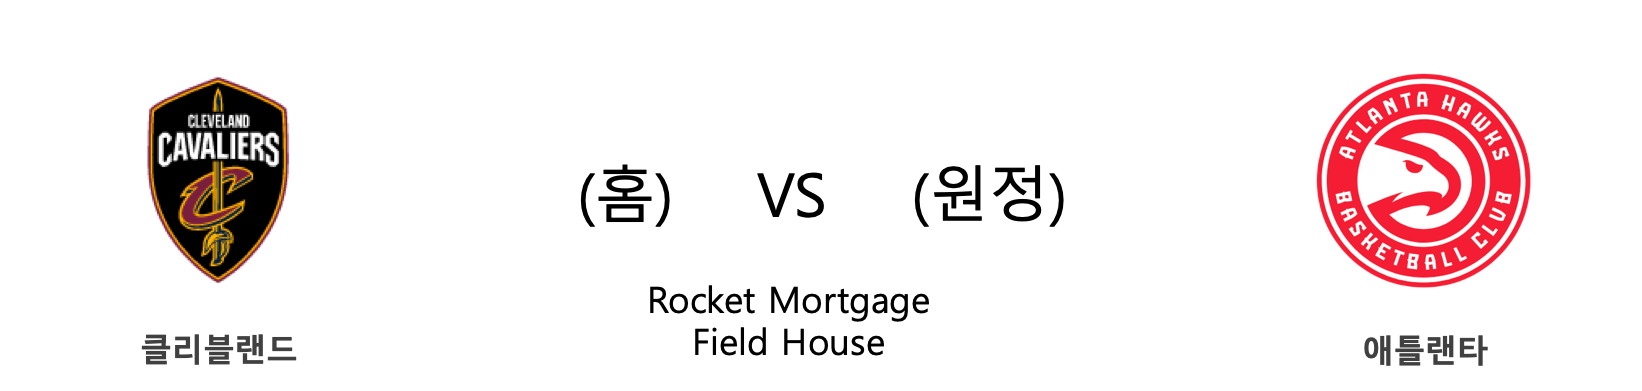 CLEVELAND
CAVALIERS
ATLANTA HAWKS
BASKETBALL CLUB
(홈) VS (원정)
Rocket Mortgage
Field House
클리블랜드
애틀랜타